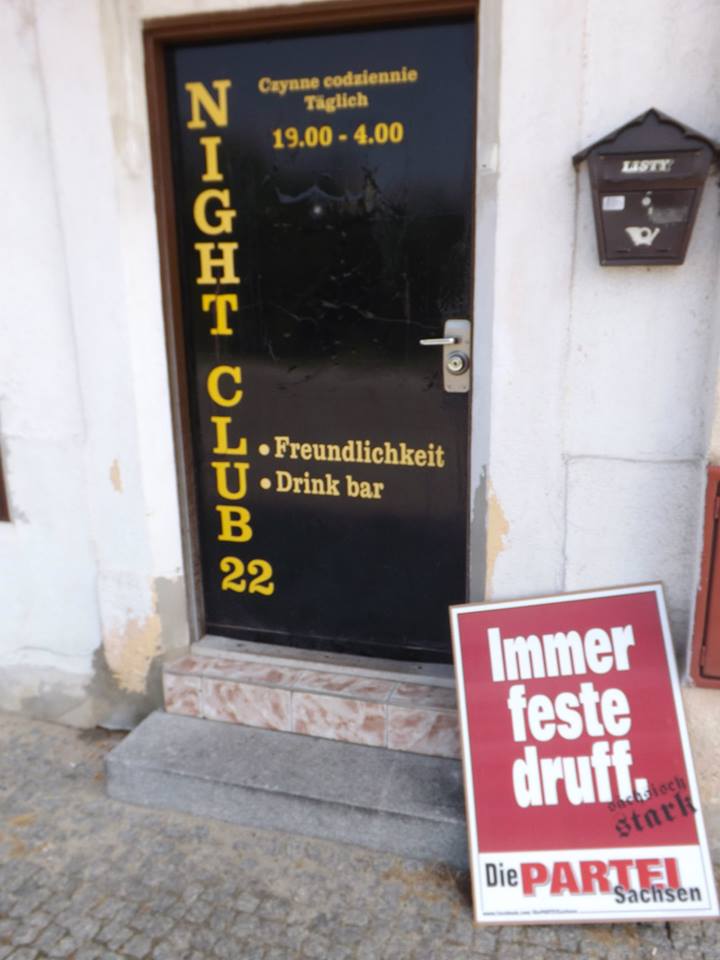 NIGHT CLUB 22
Czynne codziennie
Täglich
19.00 - 4.00
• Freundlichkeit
• Drink bar
LISTY
Immer
feste
druff.
sächsisch
stark
Die PARTEI
Sachsen